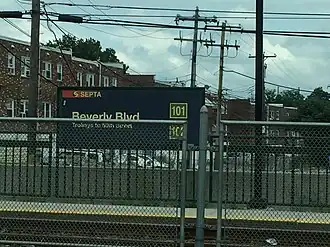 SEPTA
Beverly Blvd
Trolleys to 69th Street
101
102